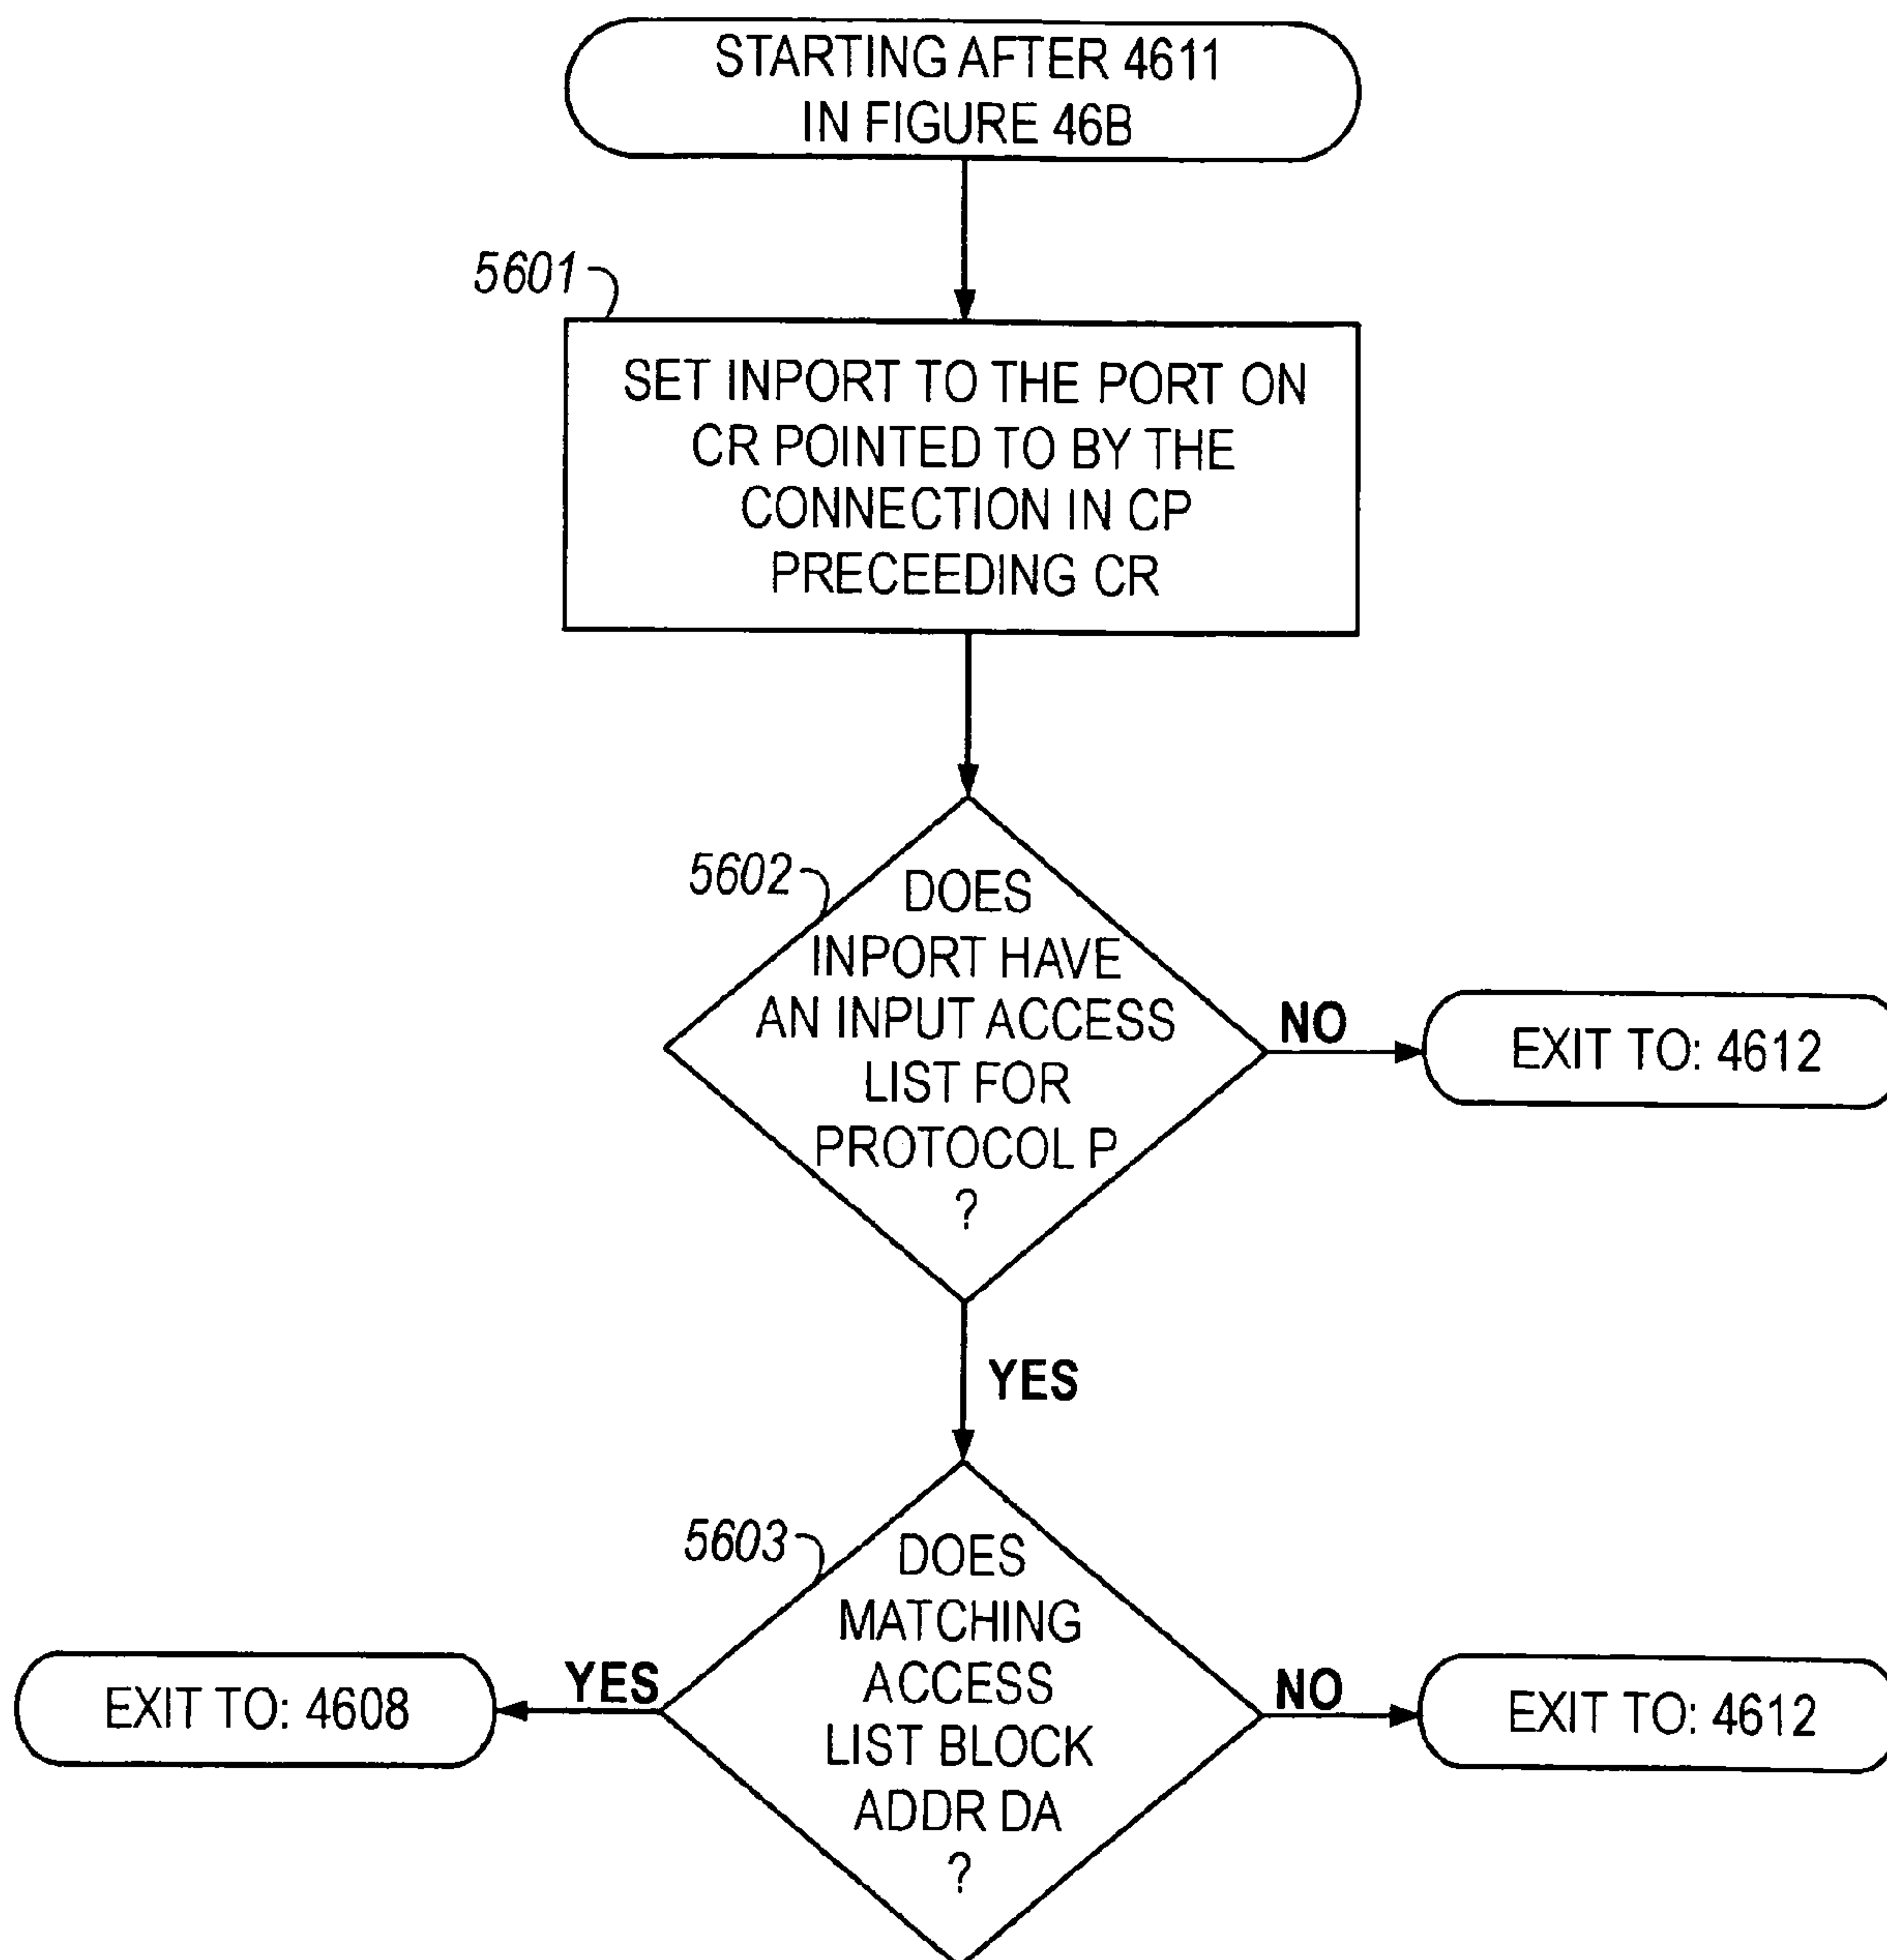 STARTING AFTER 4611
IN FIGURE 46B
5601
SET INPORT TO THE PORT ON
CR POINTED TO BY THE
CONNECTION IN CP
PRECEEDING CR
5602
DOES
INPORT HAVE
AN INPUT ACCESS
LIST FOR
PROTOCOL P
?
NO
EXIT TO: 4612
YES
5603
DOES
MATCHING
ACCESS
LIST BLOCK
ADDR DA
?
YES
EXIT TO: 4608
NO
EXIT TO: 4612